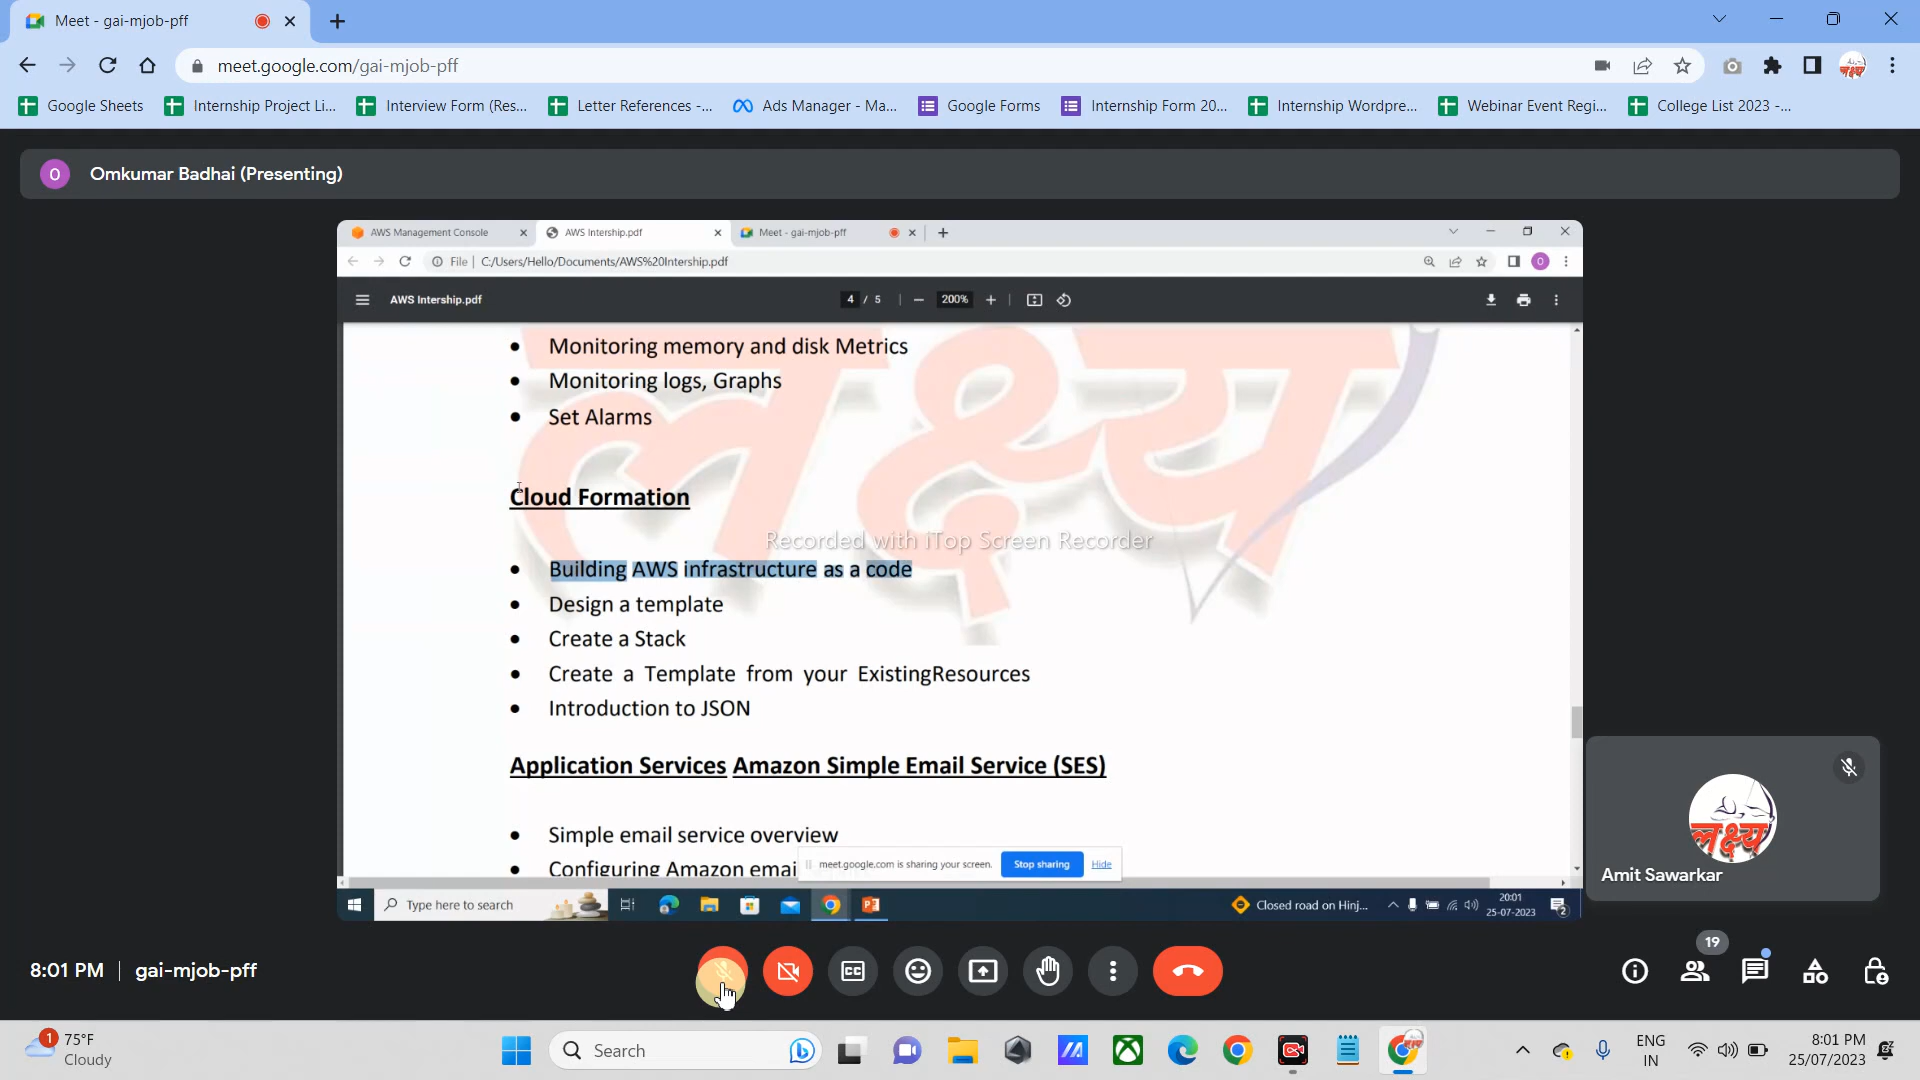 Meet - gai-mjob-pff
meet.google.com/gai-mjob-pff
Google Sheets Internship Project Li... Interview Form (Res... Letter References -... Ads Manager - Ma... Google Forms Internship Form 20... Internship Wordpre... Webinar Event Regi... College List 2023 -...
O Omkumar Badhai (Presenting)
AWS Management Console AWS Intership.pdf Meet - gai-mjob-pff
File | C:/Users/Hello/Documents/AWS%20Intership.pdf O
AWS Intership.pdf 4 / 5 200%
लक्ष्य
• Monitoring memory and disk Metrics
• Monitoring logs, Graphs
• Set Alarms
Cloud Formation
Recorded with iTop Screen Recorder
• Building AWS infrastructure as a code
• Design a template
• Create a Stack
• Create a Template from your ExistingResources
• Introduction to JSON
Application Services Amazon Simple Email Service (SES)
• Simple email service overview
• Configuring Amazon emai
meet.google.com is sharing your screen. Stop sharing Hide
लक्ष्य
Amit Sawarkar
Type here to search Closed road on Hinj... 20:01
25-07-2023 2
8:01 PM | gai-mjob-pff CC 19
1 75°F
Cloudy
Search
ENG
IN
8:01 PM
25/07/2023